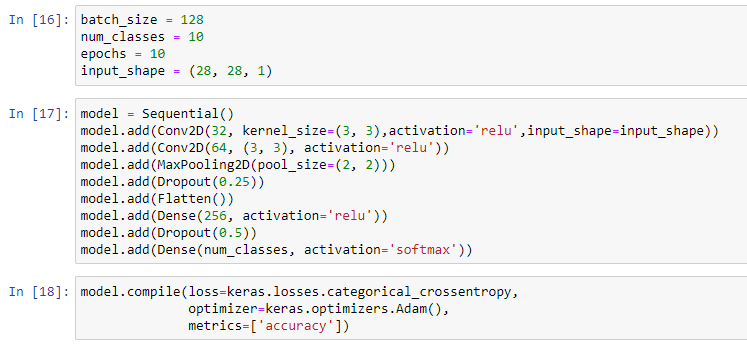 In [16]: batch_size = 128
num_classes = 10
epochs = 10
input_shape = (28, 28, 1)
In [17]: model = Sequential()
model.add(Conv2D(32, kernel_size=(3, 3),activation='relu',input_shape=input_shape))
model.add(Conv2D(64, (3, 3), activation='relu'))
model.add(MaxPooling2D(pool_size=(2, 2)))
model.add(Dropout(0.25))
model.add(Flatten())
model.add(Dense(256, activation='relu'))
model.add(Dropout(0.5))
model.add(Dense(num_classes, activation='softmax'))
In [18]: model.compile(loss=keras.losses.categorical_crossentropy,
optimizer=keras.optimizers.Adam(),
metrics=['accuracy'])